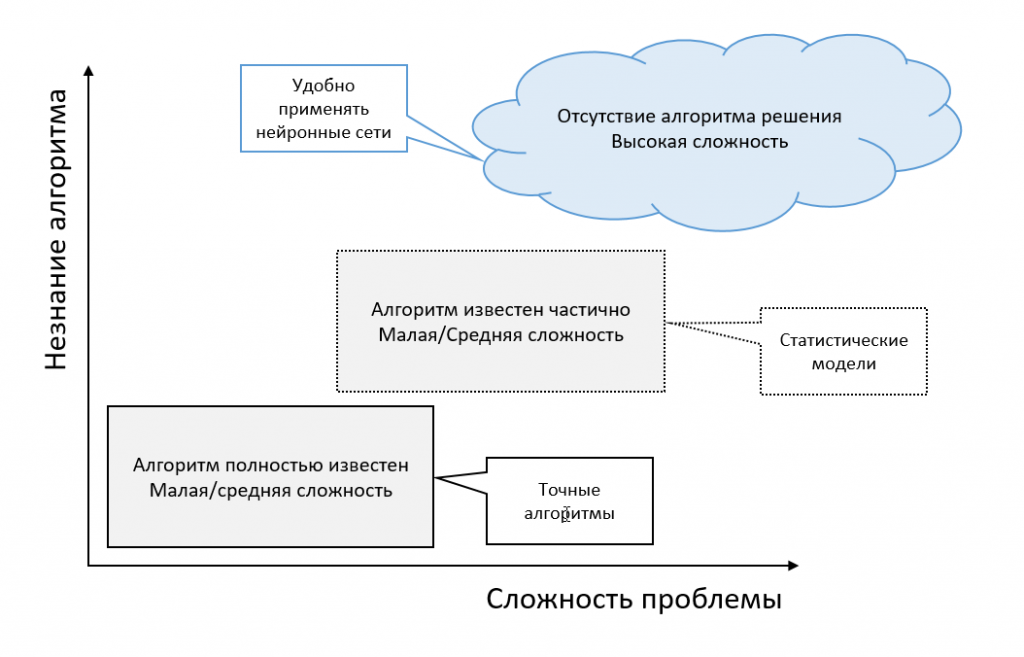 Удобно
применять
нейронные сети
Отсутствие алгоритма решения
Высокая сложность
Незнание алгоритма
Алгоритм известен частично
Малая/Средняя сложность
Статистические
модели
Алгоритм полностью известен
Малая/средняя сложность
Точные
алгоритмы
Сложность проблемы